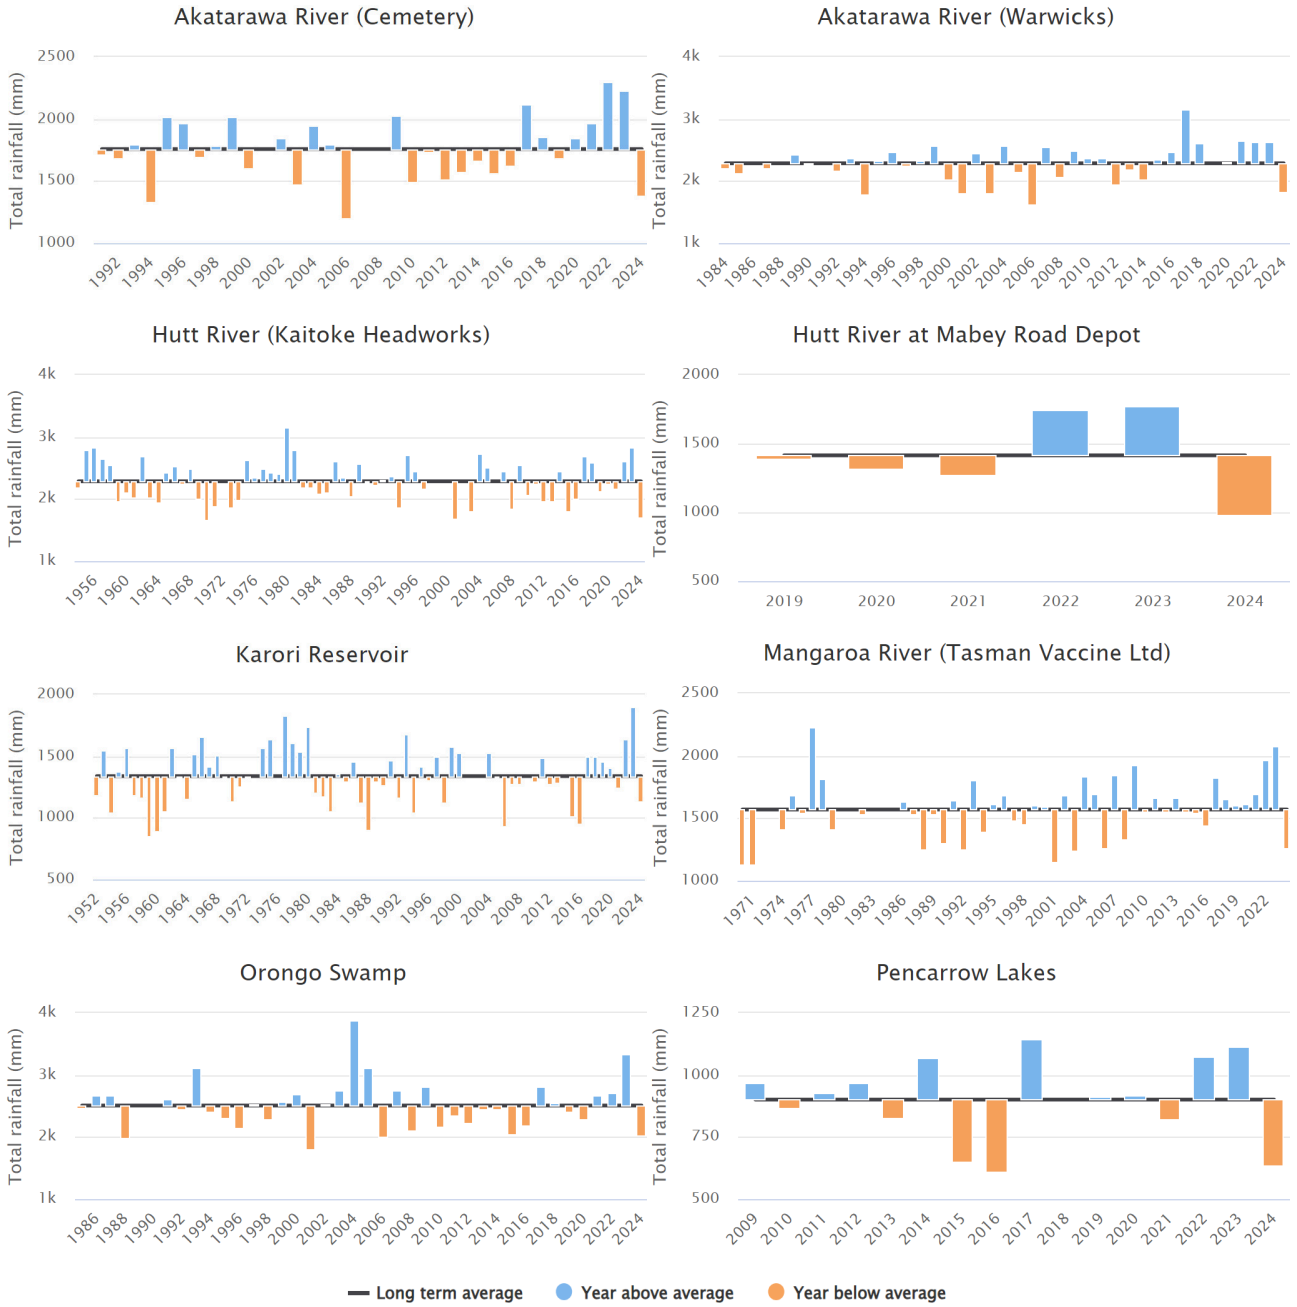 Akatarawa River (Cemetery)
Total rainfall (mm)
2500
2000
1500
1000
1992 1994 1996 1998 2000 2002 2004 2006 2008 2010 2012 2014 2016 2018 2020 2022 2024
Akatarawa River (Warwicks)
Total rainfall (mm)
4k
3k
2k
1k
1984 1986 1988 1990 1992 1994 1996 1998 2000 2002 2004 2006 2008 2010 2012 2014 2016 2018 2020 2022 2024
Hutt River (Kaitoke Headworks)
Total rainfall (mm)
4k
3k
2k
1k
1956 1960 1964 1968 1972 1976 1980 1984 1988 1992 1996 2000 2004 2008 2012 2016 2020 2024
Hutt River at Mabey Road Depot
Total rainfall (mm)
2000
1500
1000
500
2019 2020 2021 2022 2023 2024
Karori Reservoir
Total rainfall (mm)
2000
1500
1000
500
1952 1956 1960 1964 1968 1972 1976 1980 1984 1988 1992 1996 2000 2004 2008 2012 2016 2020 2024
Mangaroa River (Tasman Vaccine Ltd)
Total rainfall (mm)
2500
2000
1500
1000
1971 1974 1977 1980 1983 1986 1989 1992 1995 1998 2001 2004 2007 2010 2013 2016 2019 2022
Orongo Swamp
Total rainfall (mm)
4k
3k
2k
1k
1986 1988 1990 1992 1994 1996 1998 2000 2002 2004 2006 2008 2010 2012 2014 2016 2018 2020 2022 2024
Pencarrow Lakes
Total rainfall (mm)
1250
1000
750
500
2009 2010 2011 2012 2013 2014 2015 2016 2017 2018 2019 2020 2021 2022 2023 2024
Long term average Year above average Year below average